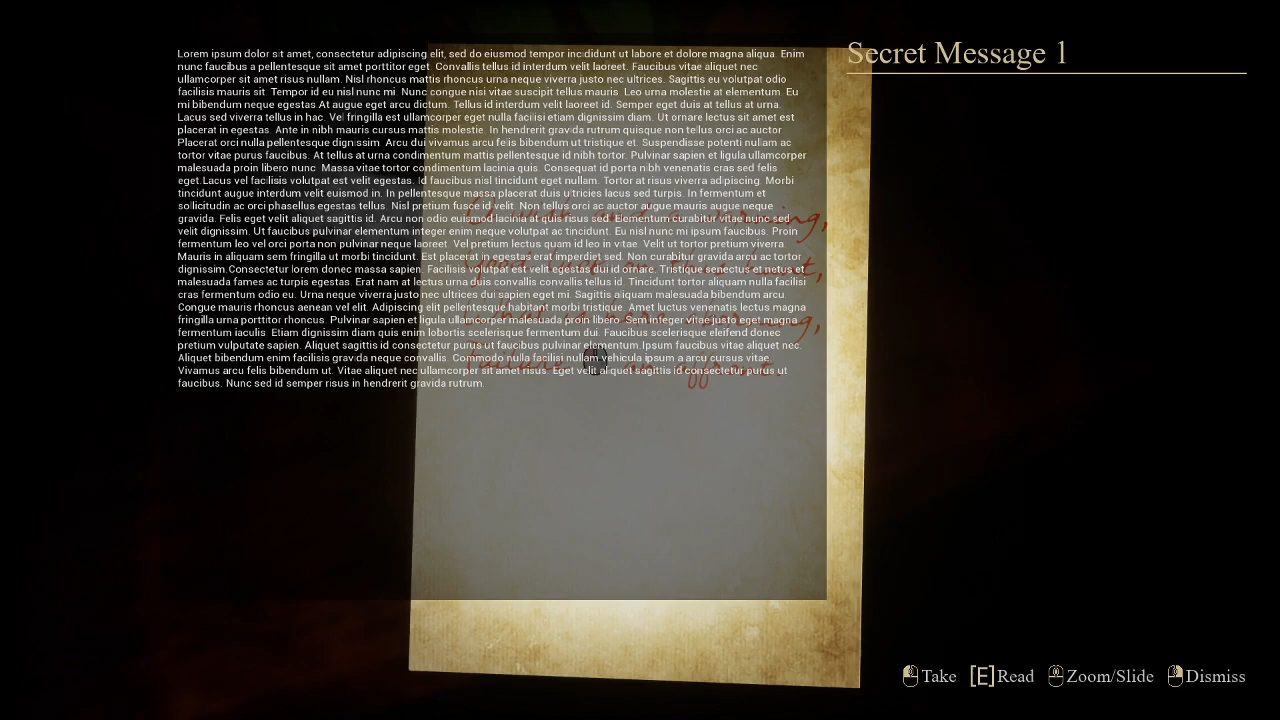 Secret Message 1
Lorem ipsum dolor sit amet, consectetur adipiscing elit, sed do eiusmod tempor incididunt ut labore et dolore magna aliqua. Enim
nunc faucibus a pellentesque sit amet porttitor eget. Convallis tellus id interdum velit laoreet. Faucibus vitae aliquet nec
ullamcorper sit amet risus nullam. Nisl rhoncus mattis rhoncus urna neque viverra justo nec ultrices. Sagittis eu volutpat odio
facilisis mauris sit. Tempor id eu nisl nunc mi. Nunc congue nisi vitae suscipit tellus mauris. Leo urna molestie at elementum. Eu
mi bibendum neque egestas.At augue eget arcu dictum. Tellus id interdum velit laoreet id. Semper eget duis at tellus at urna.
Lacus sed viverra tellus in hac. Vel fringilla est ullamcorper eget nulla facilisi etiam dignissim diam. Ut ornare lectus sit amet est
placerat in egestas. Ante in nibh mauris cursus mattis molestie. In hendrerit gravida rutrum quisque non tellus orci ac auctor.
Placerat orci nulla pellentesque dignissim. Arcu dui vivamus arcu felis bibendum ut tristique et. Suspendisse potenti nullam ac
tortor vitae purus faucibus. At tellus at urna condimentum mattis pellentesque id nibh tortor. Pulvinar sapien et ligula ullamcorper
malesuada proin libero nunc. Massa vitae tortor condimentum lacinia quis. Consequat id porta nibh venenatis cras sed felis
eget.Lacus vel facilisis volutpat est velit egestas. Id faucibus nisl tincidunt eget nullam. Tortor at risus viverra adipiscing. Morbi
tincidunt augue interdum velit euismod in. In pellentesque massa placerat duis ultricies lacus sed turpis. In fermentum et
sollicitudin ac orci phasellus egestas. Nisl pretium fusce id velit. Non tellus orci ac auctor augue mauris augue neque
gravida. Felis eget velit aliquet sagittis id. Arcu non odio euismod lacinia at quis risus sed. Elementum curabitur vitae nunc sed
velit dignissim. Ut faucibus pulvinar elementum integer enim neque volutpat ac tincidunt. Eu nisl nunc mi ipsum faucibus. Proin
fermentum leo vel orci porta non pulvinar neque laoreet. Vel pretium lectus quam id leo in vitae. Velit ut tortor pretium viverra.
Mauris in aliquam sem fringilla ut morbi tincidunt. Est placerat in egestas erat imperdiet sed. Non curabitur gravida arcu ac tortor
dignissim.Consectetur lorem donec massa sapien. Facilisis volutpat est velit egestas dui id ornare. Tristique senectus et netus et
malesuada fames ac turpis egestas. Erat nam at lectus urna duis convallis convallis tellus id. Tincidunt tortor aliquam nulla facilisi
cras fermentum odio eu. Urna neque viverra justo nec ultrices dui sapien eget mi. Sagittis aliquam malesuada bibendum arcu
Congue mauris rhoncus aenean vel elit. Adipiscing elit pellentesque habitant morbi tristique. Amet luctus venenatis lectus magna
fringilla urna porttitor rhoncus. Pulvinar sapien et ligula ullamcorper malesuada proin libero. Sem integer vitae justo eget magna
fermentum iaculis. Etiam dignissim diam quis enim lobortis scelerisque fermentum dui. Faucibus scelerisque eleifend donec
pretium vulputate sapien. Aliquet sagittis id consectetur purus ut faucibus pulvinar elementum.Ipsum faucibus vitae aliquet nec.
Aliquet bibendum enim facilisis gravida neque convallis. Commodo nulla facilisi nullam vehicula ipsum a arcu cursus vitae.
Vivamus arcu felis bibendum ut. Vitae aliquet nec ullamcorper sit amet risus. Eget velit aliquet sagittis id consectetur purus ut
faucibus. Nunc sed id semper risus in hendrerit gravida rutrum.
Take [E]Read Zoom/Slide Dismiss